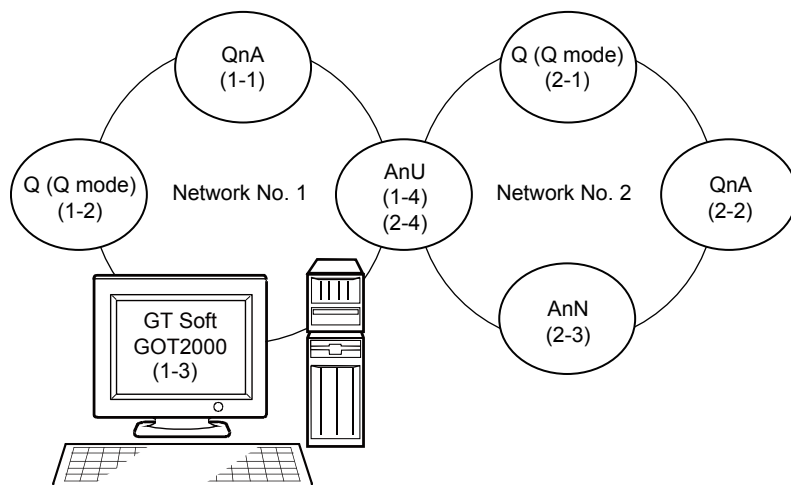 QnA
(1-1)
Q (Q mode)
(2-1)
Q (Q mode)
(1-2)
Network No. 1
AnU
(1-4)
(2-4)
Network No. 2
QnA
(2-2)
GT Soft
GOT2000
(1-3)
AnN
(2-3)